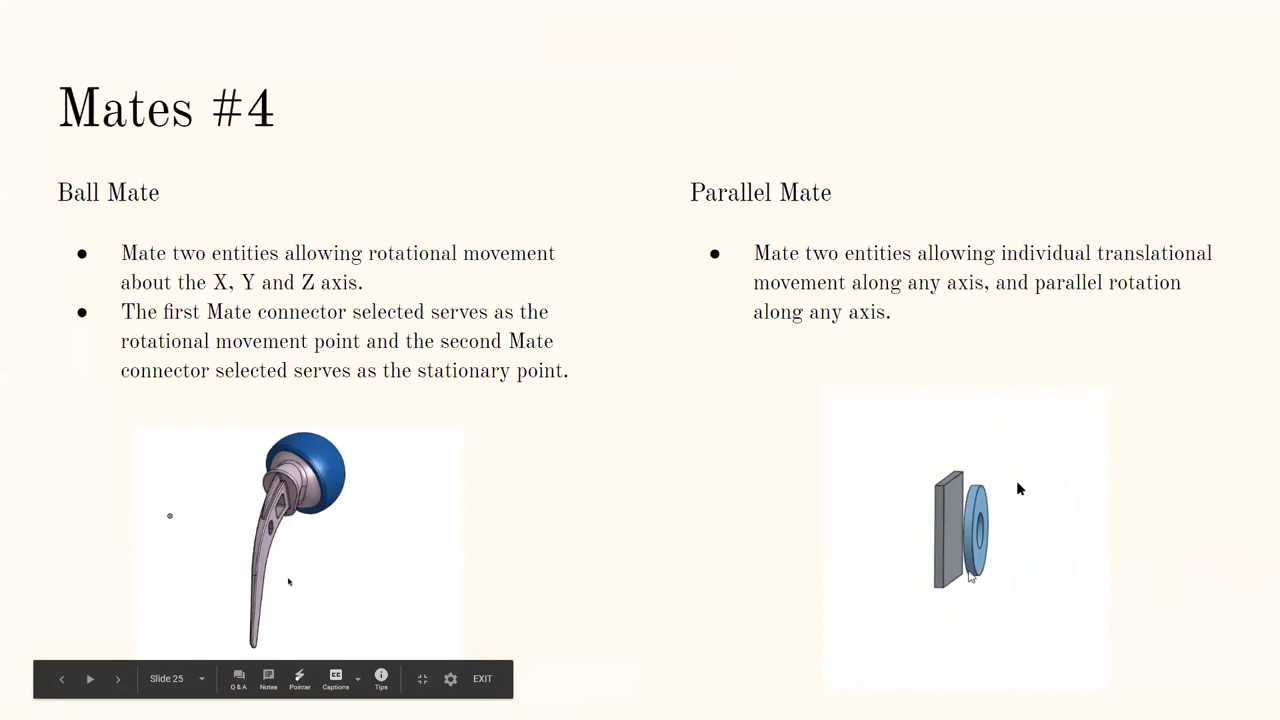 Mates #4
Ball Mate
● Mate two entities allowing rotational movement
about the X, Y and Z axis.
● The first Mate connector selected serves as the
rotational movement point and the second Mate
connector selected serves as the stationary point.
Parallel Mate
● Mate two entities allowing individual translational
movement along any axis, and parallel rotation
along any axis.
Slide 25
Q & A
Notes
Pointer
CC
Captions
Tips
EXIT